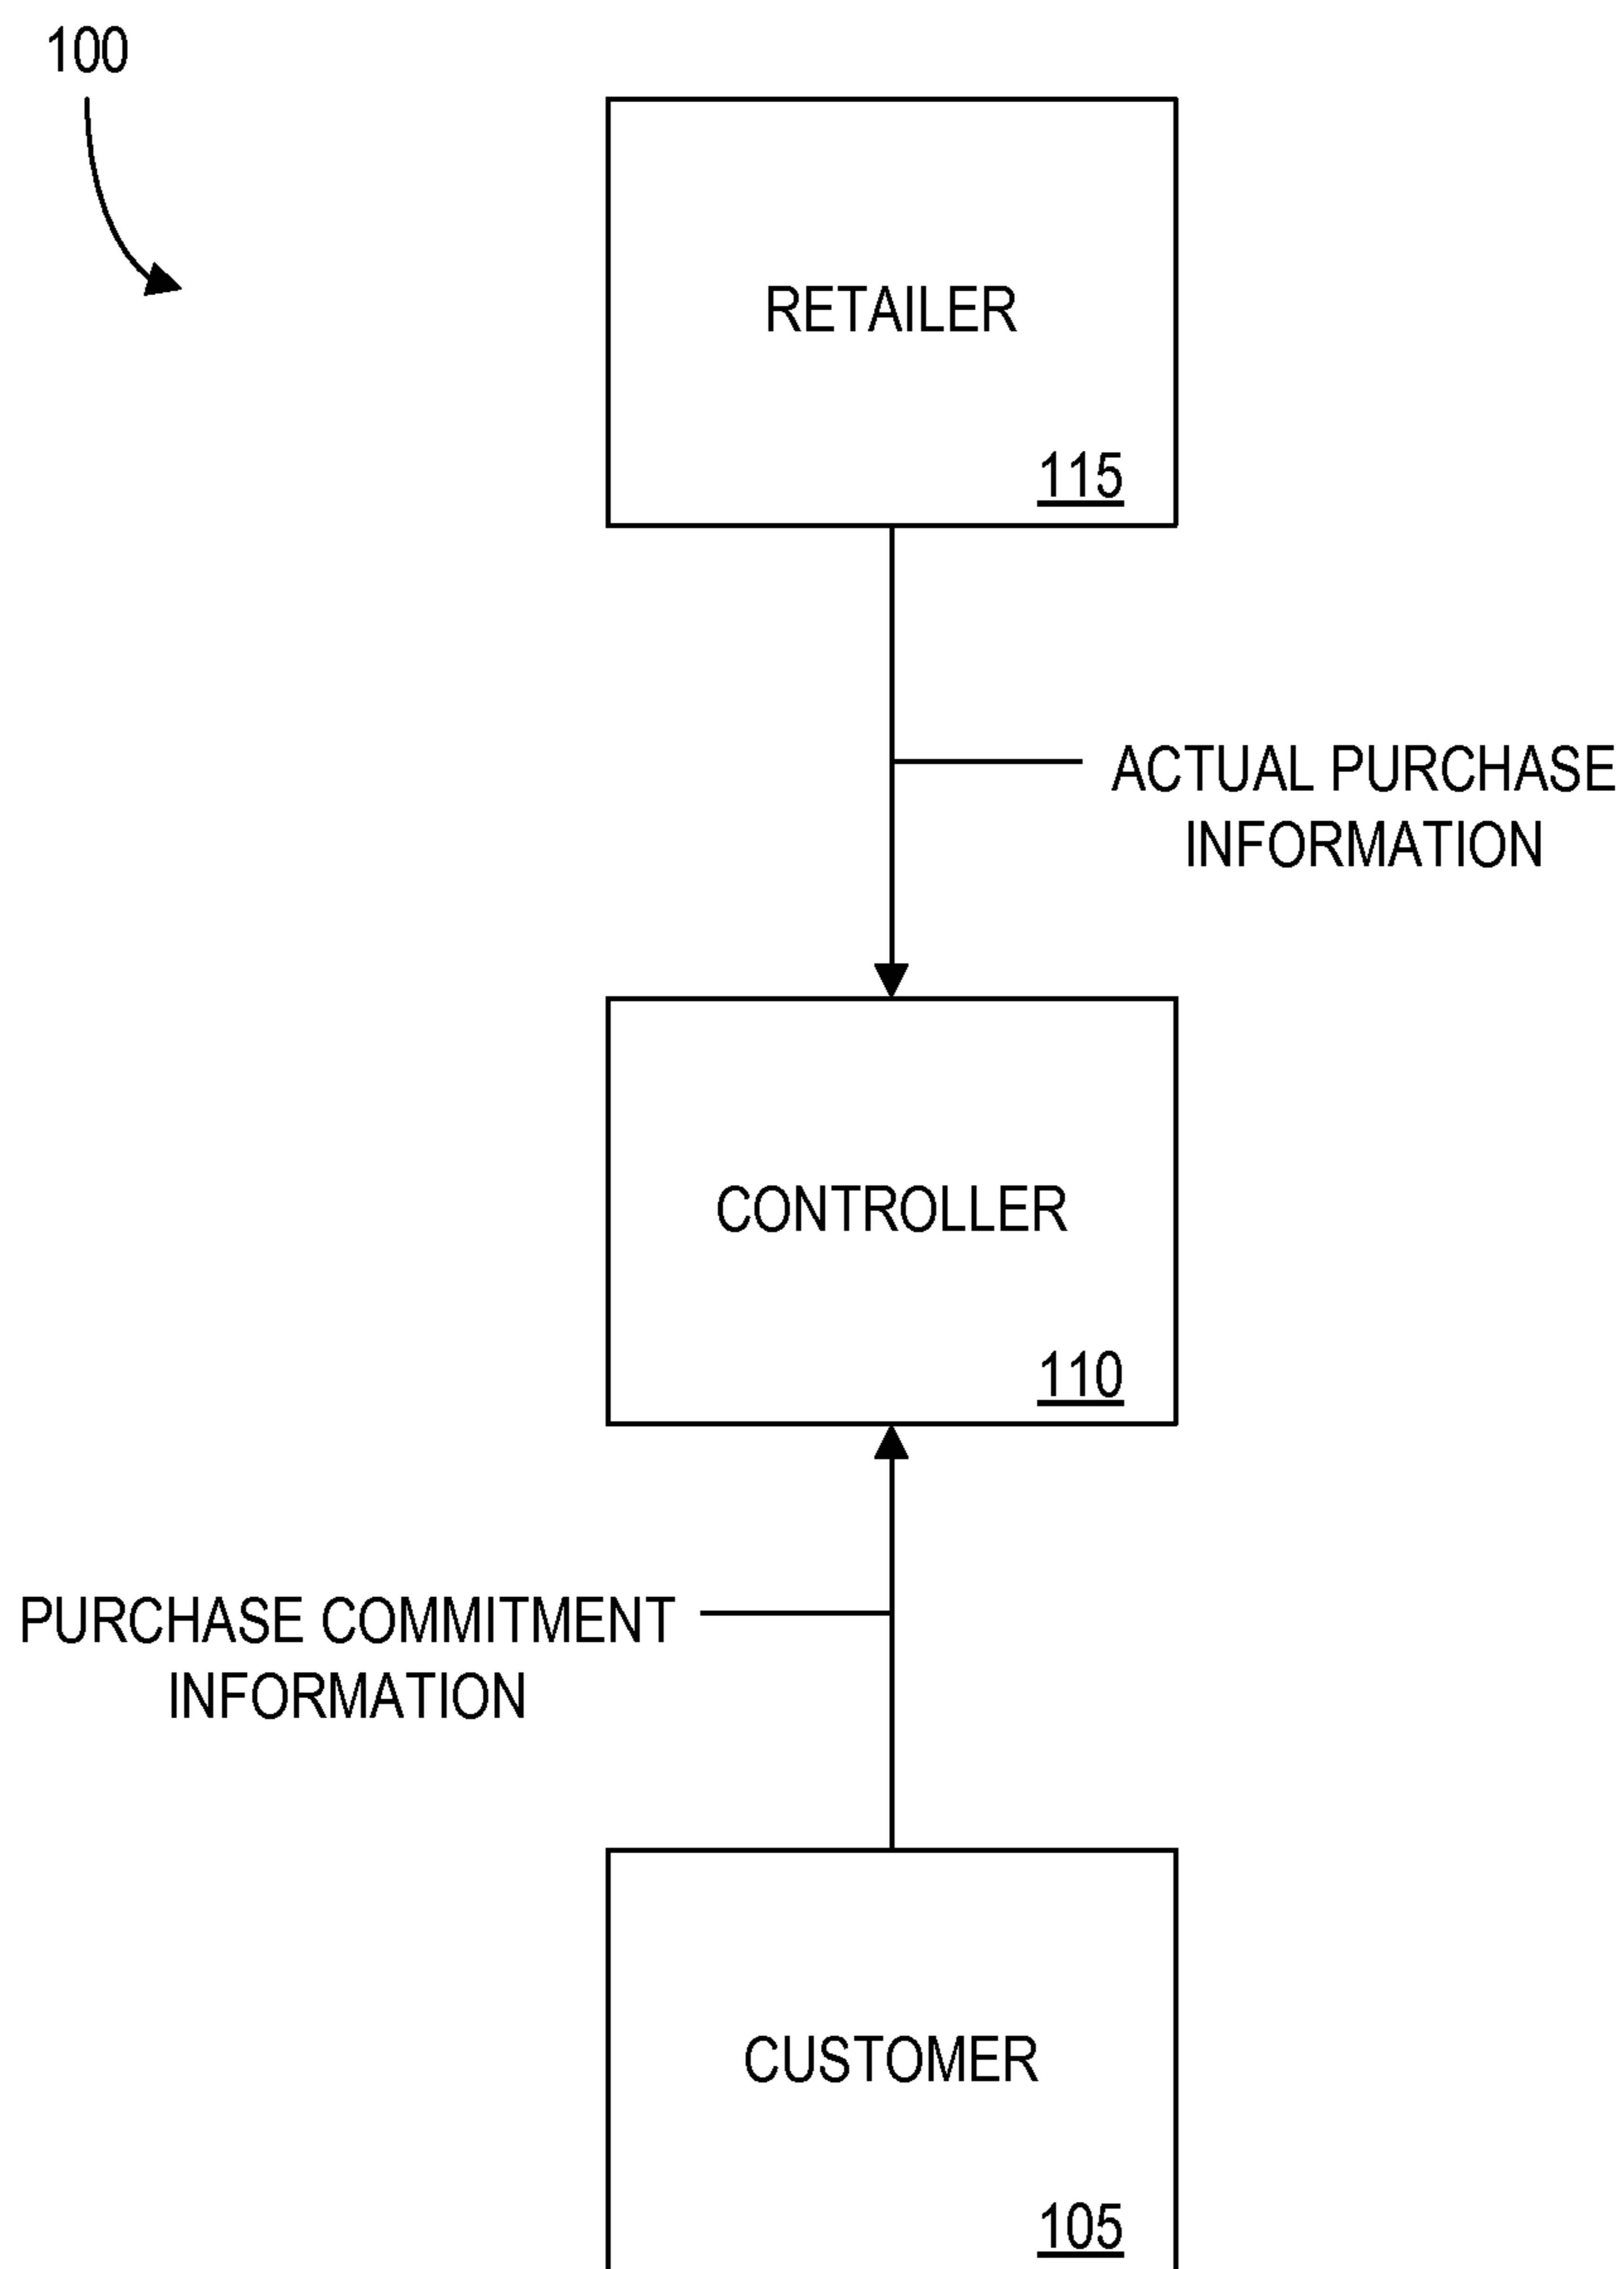 100
RETAILER
115
ACTUAL PURCHASE
INFORMATION
CONTROLLER
110
PURCHASE COMMITMENT
INFORMATION
CUSTOMER
105